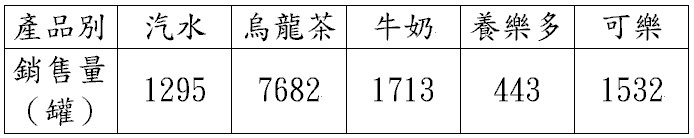 產品別 汽水 烏龍茶 牛奶 養樂多 可樂
銷售量
（罐） 1295 7682 1713 443 1532